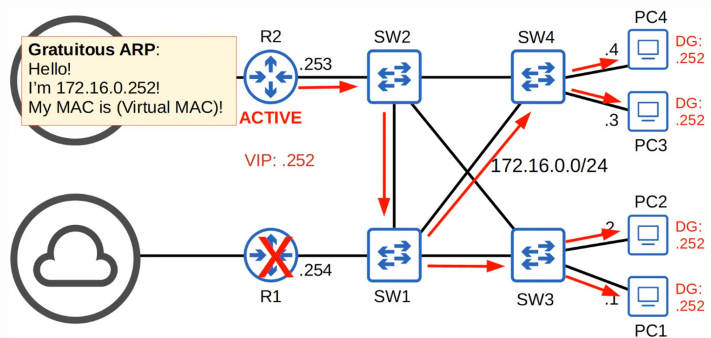 Gratuitous ARP:
Hello!
I'm 172.16.0.252!
My MAC is (Virtual MAC)!
R2
.253
ACTIVE
SW2
SW4
PC4
.4
DG:
.252
.3
DG:
.252
PC3
VIP: .252
172.16.0.0/24
PC2
.2
DG:
.252
R1
.254
SW1
SW3
.1
DG:
.252
PC1